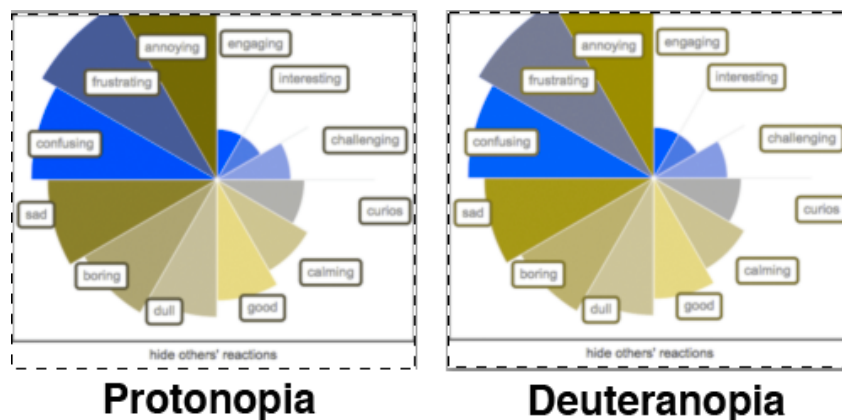 annoying
engaging
frustrating
interesting
confusing
challenging
sad
curios
boring
calming
dull
good
hide others' reactions
Protonopia
annoying
engaging
frustrating
interesting
confusing
challenging
sad
curios
boring
calming
dull
good
hide others' reactions
Deuteranopia